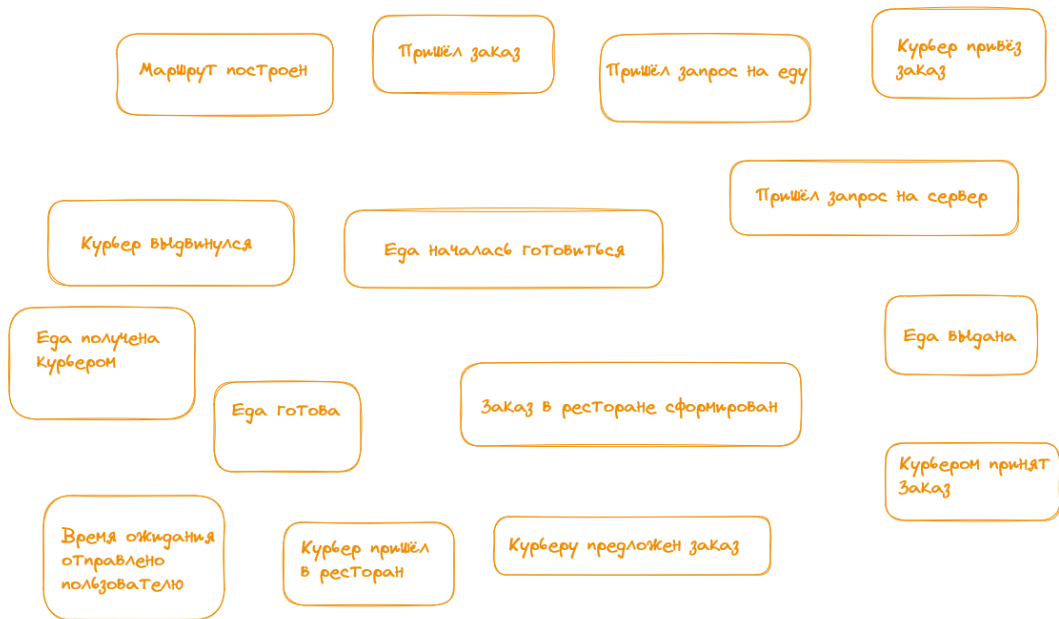 Маршрут построен
Пришёл заказ
Пришёл запрос на еду
Курьер привёз
заказ
Пришёл запрос на сервер
Курьер выдвинулся
Еда началась готовиться
Еда получена
курьером
Еда выдана
Еда готова
Заказ в ресторане сформирован
Курьером принят
Заказ
Время ожидания
отправлено
пользователю
Курьер пришёл
в ресторан
Курьеру предложен заказ